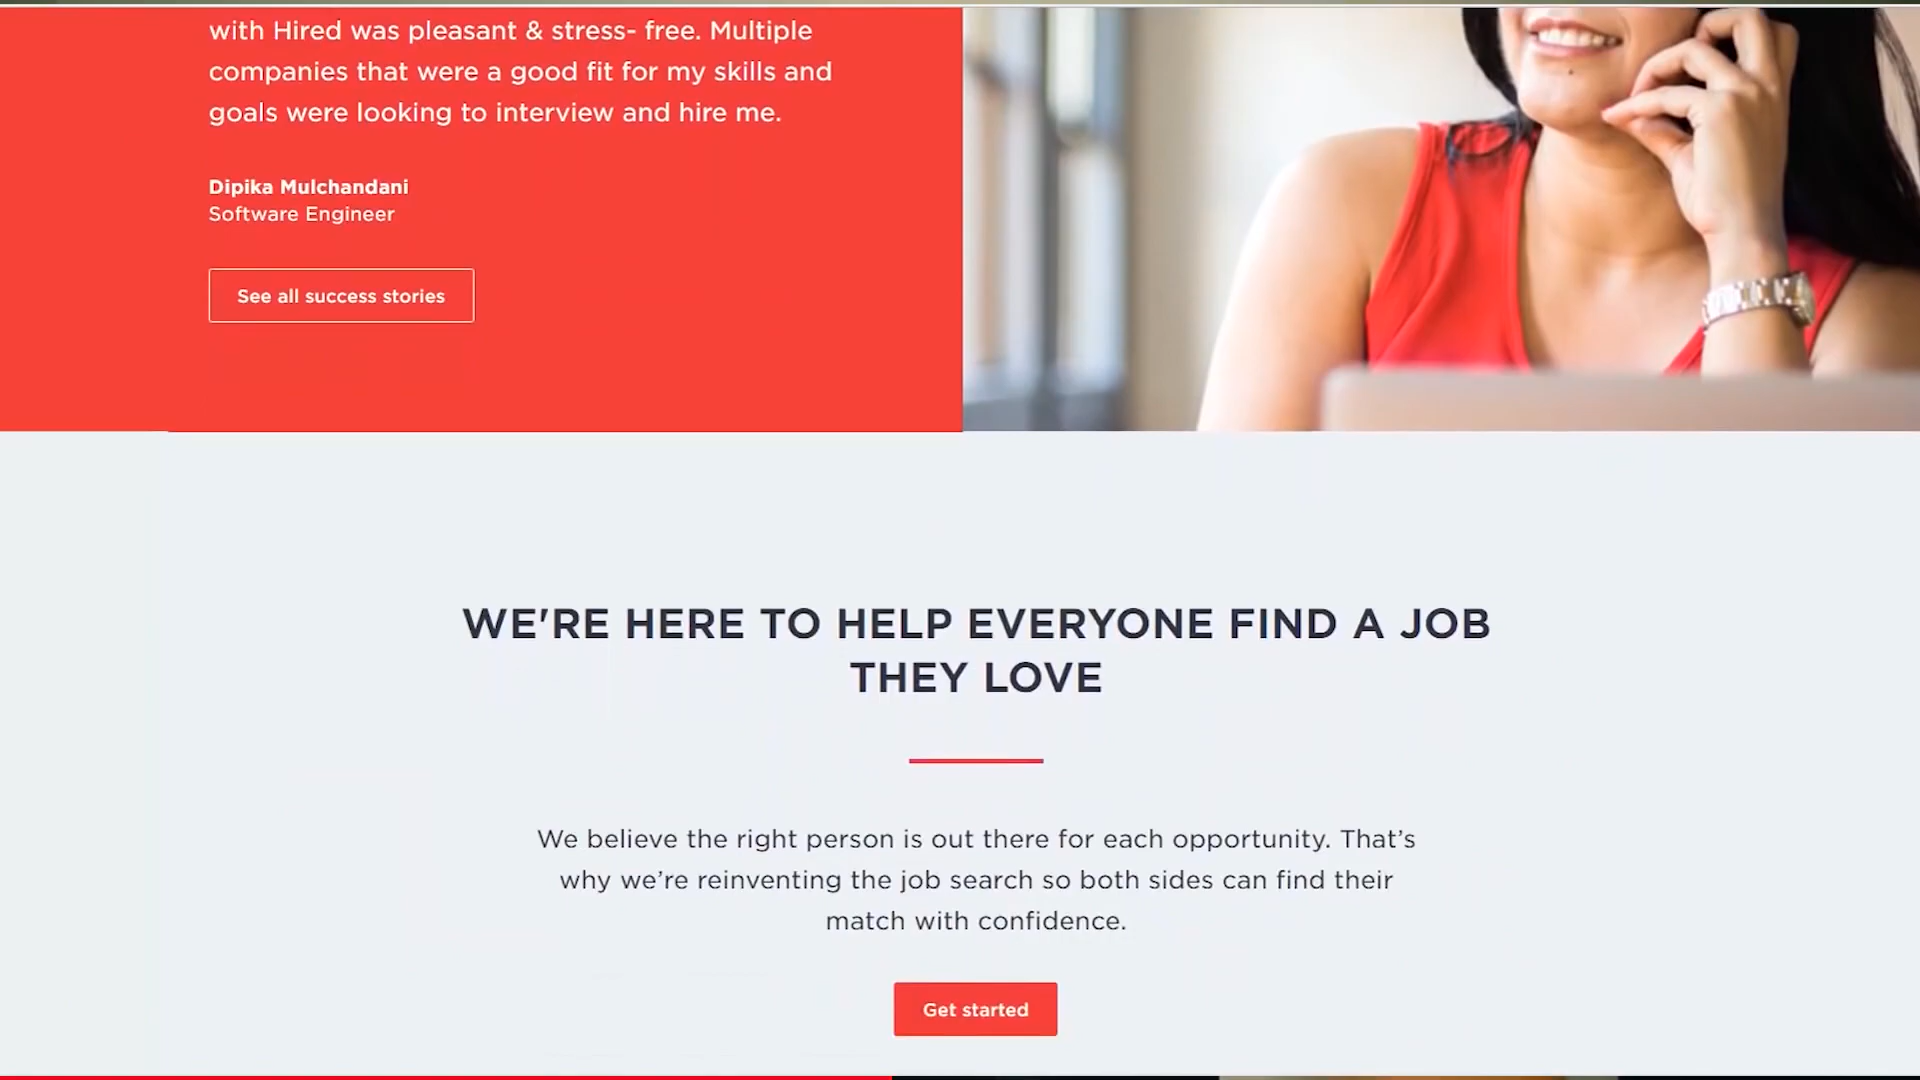 with Hired was pleasant & stress- free. Multiple
companies that were a good fit for my skills and
goals were looking to interview and hire me.
Dipika Mulchandani
Software Engineer
See all success stories
WE'RE HERE TO HELP EVERYONE FIND A JOB
THEY LOVE
We believe the right person is out there for each opportunity. That’s
why we’re reinventing the job search so both sides can find their
match with confidence.
Get started